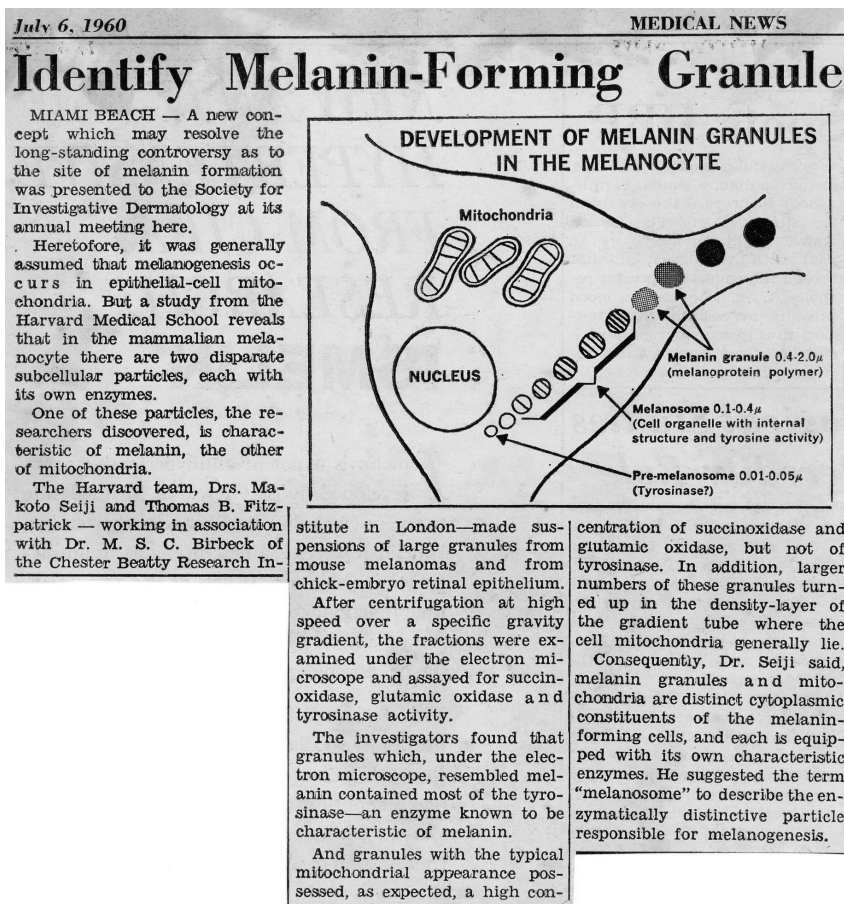 July 6, 1960
MEDICAL NEWS
Identify Melanin-Forming Granule
MIAMI BEACH — A new con-
cept which may resolve the
long-standing controversy as to
the site of melanin formation
was presented to the Society for
Investigative Dermatology at its
annual meeting here.
Heretofore, it was generally
assumed that melanogenesis oc-
curs in epithelial-cell mito-
chondria. But a study from the
Harvard Medical School reveals
that in the mammalian mela-
nocyte there are two disparate
subcellular particles, each with
its own enzymes.
One of these particles, the re-
searchers discovered, is charac-
teristic of melanin, the other
of mitochondria.
The Harvard team, Drs. Ma-
koto Seiji and Thomas B. Fitz-
patrick — working in association
with Dr. M. S. C. Birbeck of
the Chester Beatty Research In-
DEVELOPMENT OF MELANIN GRANULES
IN THE MELANOCYTE
Mitochondria
NUCLEUS
Melanin granule 0.4-2.0μ
(melanoprotein polymer)
Melanosome 0.1-0.4μ
(Cell organelle with internal
structure and tyrosine activity)
Pre-melanosome 0.01-0.05μ
(Tyrosinase?)
stitute in London—made sus-
pensions of large granules from
mouse melanomas and from
chick-embryo retinal epithelium.
After centrifugation at high
speed over a specific gravity
gradient, the fractions were ex-
amined under the electron mi-
croscope and assayed for succin-
oxidase, glutamic oxidase and
tyrosinase activity.
The investigators found that
granules which, under the elec-
tron microscope, resembled mel-
anin contained most of the tyro-
sinase—an enzyme known to be
characteristic of melanin.
And granules with the typical
mitochondrial appearance pos-
sessed, as expected, a high con-
centration of succinoxidase and
glutamic oxidase, but not of
tyrosinase. In addition, larger
numbers of these granules turn-
ed up in the density-layer of
the gradient tube where the
cell mitochondria generally lie.
Consequently, Dr. Seiji said,
melanin granules and mito-
chondria are distinct cytoplasmic
constituents of the melanin-
forming cells, and each is equip-
ped with its own characteristic
enzymes. He suggested the term
“melanosome” to describe the en-
zymatically distinctive particle
responsible for melanogenesis.